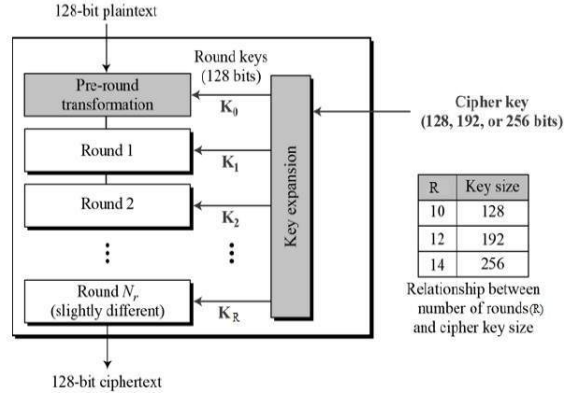 128-bit plaintext
Round keys
(128 bits)
Pre-round
transformation
K₀
Cipher key
(128, 192, or 256 bits)
Round 1
K₁
Key expansion
Round 2
K₂
Round Nᵣ
(slightly different)
K_R
128-bit ciphertext
R Key size
10 128
12 192
14 256
Relationship between
number of rounds(R)
and cipher key size